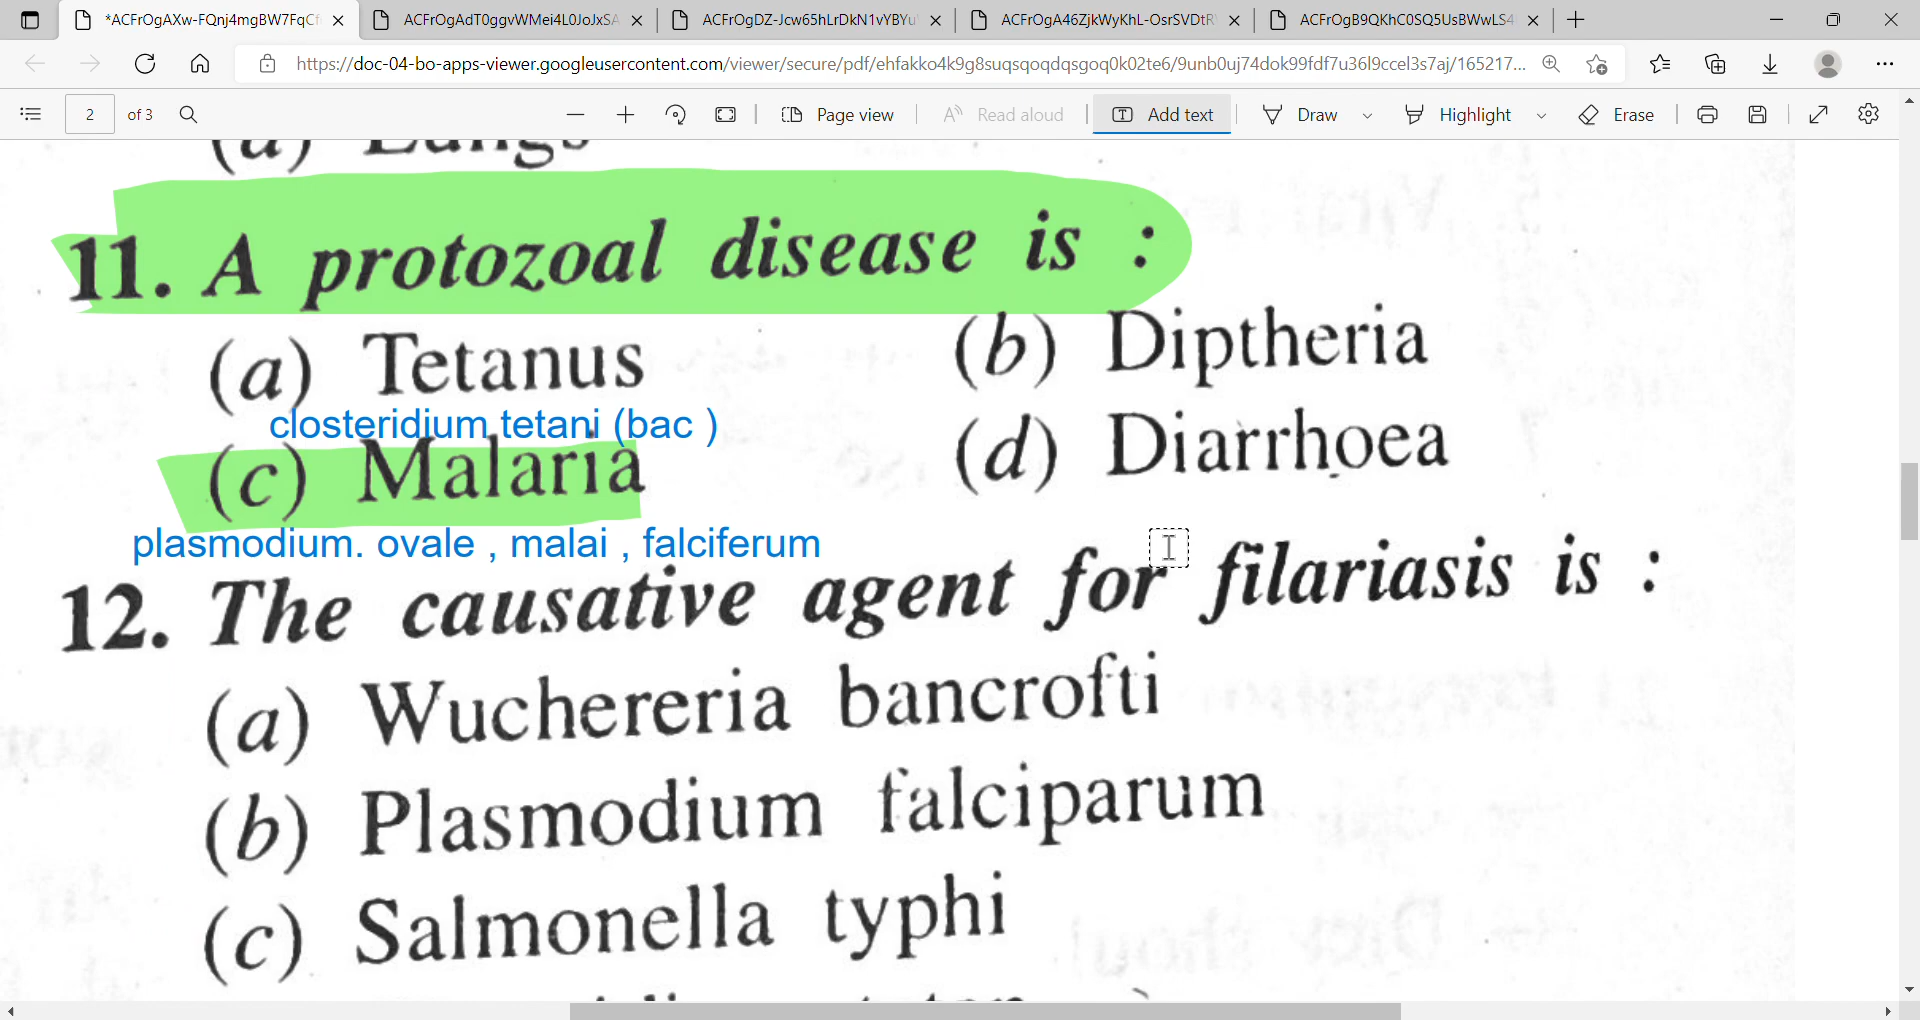 *ACFrOgAXw-FQnj4mgBW7FqCf
ACFrOgAdT0ggvWMei4L0JoJxSA
ACFrOgDZ-Jcw65hLrDkN1vYBYu
ACFrOgA46ZjkWyKhL-OsrSVDtR
ACFrOgB9QKhC0SQ5UsBWwLS4
https://doc-04-bo-apps-viewer.googleusercontent.com/viewer/secure/pdf/ehfakko4k9g8suqsqoqdqsgoq0k02te6/9unb0uj74dok99fdf7u36l9ccel3s7aj/165217...
2 of 3 Page view Read aloud Add text Draw Highlight Erase
(d) Lungs
11. A protozoal disease is :
(a) Tetanus (b) Diptheria
closteridium tetani (bac )
(c) Malaria (d) Diarrhoea
plasmodium. ovale , malai , falciferum
12. The causative agent for filariasis is :
(a) Wuchereria bancrofti
(b) Plasmodium falciparum
(c) Salmonella typhi